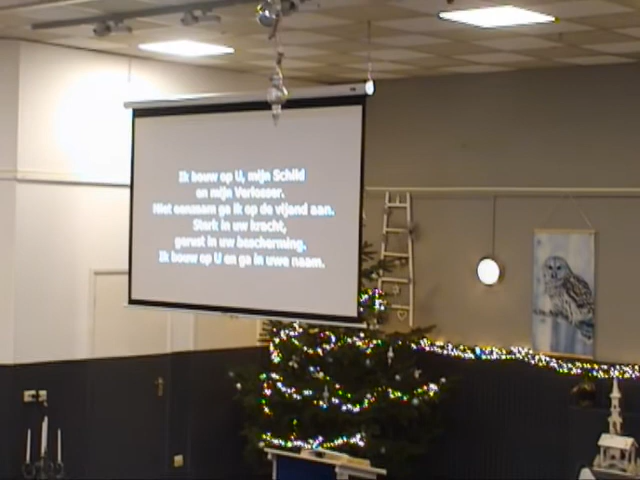 Ik bouw op U, mijn Schild
en mijn Verlosser.
Niet eenzaam ga ik op de vijand aan.
Sterk in uw kracht,
gerust in uw bescherming.
Ik bouw op U en ga in uwe naam.